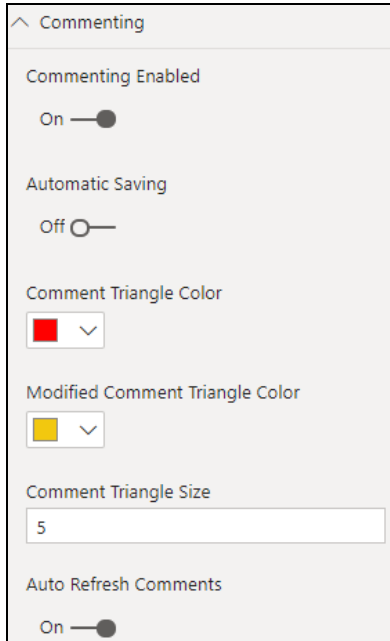 Commenting
Commenting Enabled
On
Automatic Saving
Off
Comment Triangle Color
Modified Comment Triangle Color
Comment Triangle Size
5
Auto Refresh Comments
On